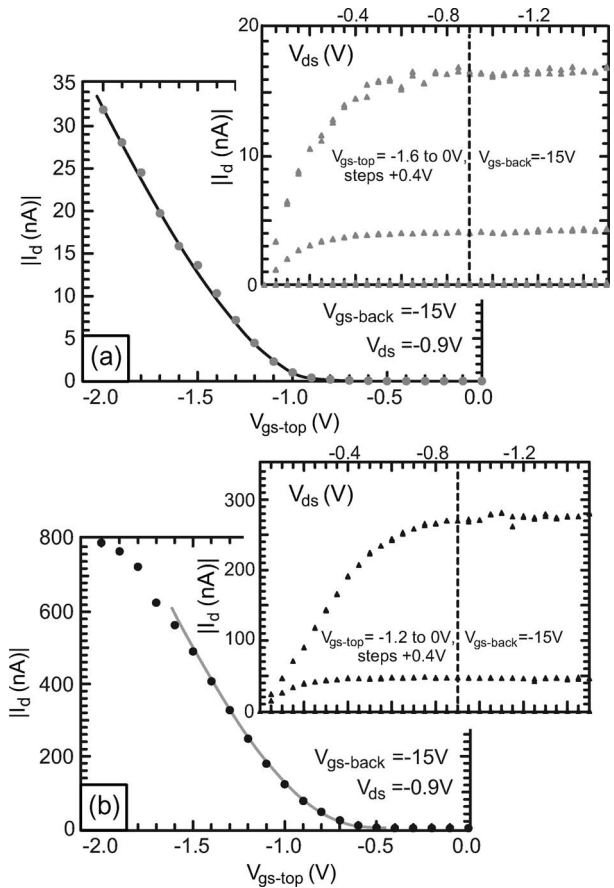 -0.4 -0.8 -1.2
V_ds (V)
20
10
0
|I_d (nA)|
V_gs-top = -1.6 to 0V,
steps +0.4V
V_gs-back = -15V
35
30
25
20
15
10
5
0
|I_d (nA)|
V_gs-back = -15V
V_ds = -0.9V
(a)
-2.0 -1.5 -1.0 -0.5 0.0
V_gs-top (V)
-0.4 -0.8 -1.2
V_ds (V)
300
200
100
0
|I_d (nA)|
V_gs-top = -1.2 to 0V,
steps +0.4V
V_gs-back = -15V
800
600
400
200
0
|I_d (nA)|
V_gs-back = -15V
V_ds = -0.9V
(b)
-2.0 -1.5 -1.0 -0.5 0.0
V_gs-top (V)